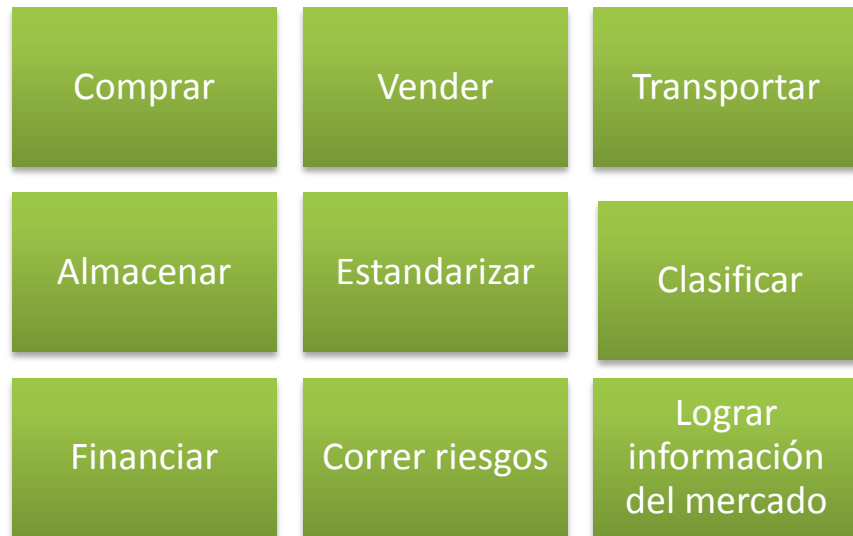 Comprar
Vender
Transportar
Almacenar
Estandarizar
Clasificar
Financiar
Correr riesgos
Lograr
información
del mercado